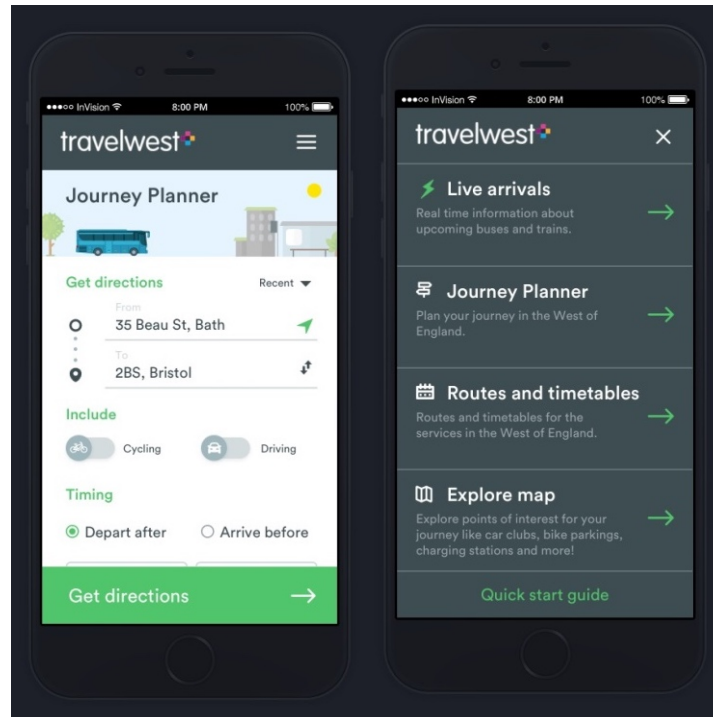 InVision
8:00 PM
100%
travelwest
Journey Planner
Get directions
Recent
From
35 Beau St, Bath
To
2BS, Bristol
Include
Cycling
Driving
Timing
Depart after
Arrive before
Get directions
InVision
8:00 PM
100%
travelwest
Live arrivals
Real time information about
upcoming buses and trains.
Journey Planner
Plan your journey in the West of
England.
Routes and timetables
Routes and timetables for the
services in the West of England.
Explore map
Explore points of interest for your
journey like car clubs, bike parkings,
charging stations and more!
Quick start guide